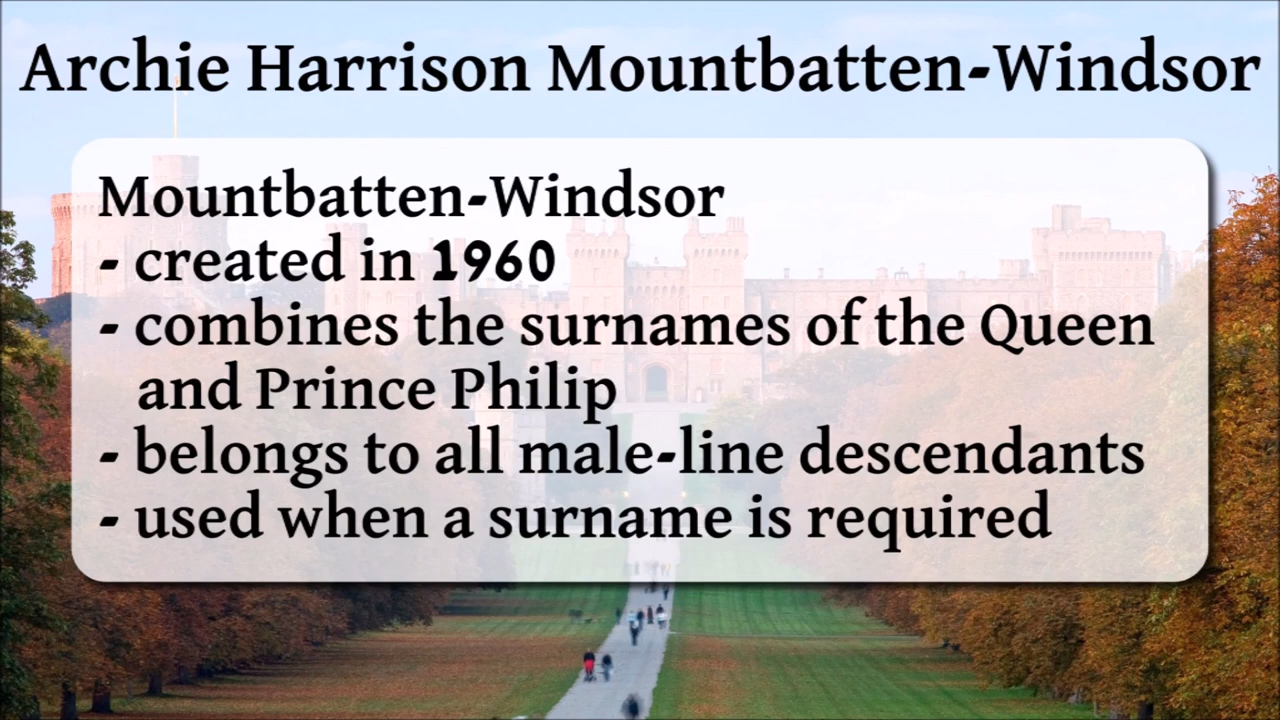 Archie Harrison Mountbatten-Windsor
Mountbatten-Windsor
- created in 1960
- combines the surnames of the Queen
and Prince Philip
- belongs to all male-line descendants
- used when a surname is required